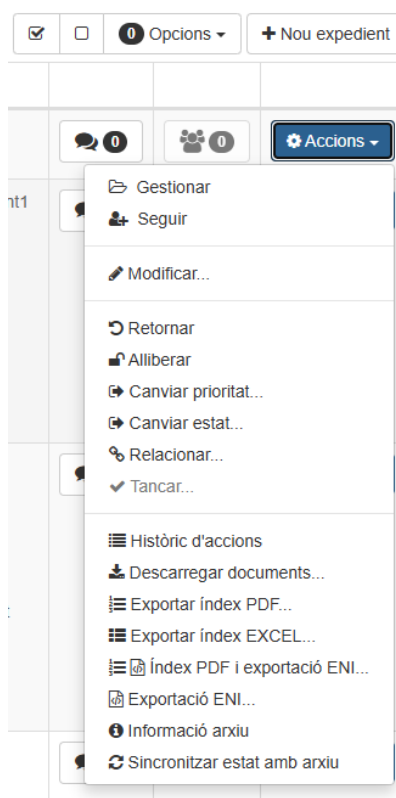 0 Opcions
Nou expedient
0
0
Accions
nt1
Gestionar
Seguir
Modificar...
Retornar
Alliberar
Canviar prioritat...
Canviar estat...
Relacionar...
Tancar...
Històric d'accions
Descarregar documents...
Exportar índex PDF...
Exportar índex EXCEL...
Índex PDF i exportació ENI...
Exportació ENI...
Informació arxiu
Sincronitzar estat amb arxiu